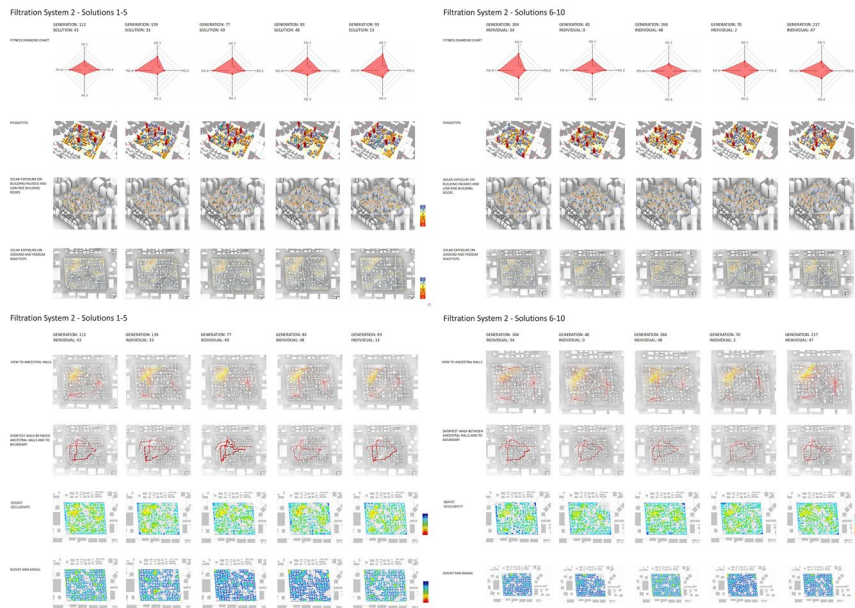 Filtration System 2 - Solutions 1-5
GENERATION: 112
SOLUTION: 43
GENERATION: 139
SOLUTION: 33
GENERATION: 77
SOLUTION: 49
GENERATION: 83
SOLUTION: 48
GENERATION: 93
SOLUTION: 13
FITNESS DIAMOND CHART
PHENOTYPE
SOLAR EXPOSURE ON
BUILDING FACADES AND
LOW-RISE BUILDING
ROOFS
SOLAR EXPOSURE ON
GROUND AND PODIUM
ROOFTOPS
Filtration System 2 - Solutions 6-10
GENERATION: 104
INDIVIDUAL: 34
GENERATION: 40
INDIVIDUAL: 0
GENERATION: 268
INDIVIDUAL: 48
GENERATION: 70
INDIVIDUAL: 2
GENERATION: 217
INDIVIDUAL: 47
FITNESS DIAMOND CHART
PHENOTYPE
SOLAR EXPOSURE ON
BUILDING FACADES AND
LOW-RISE BUILDING
ROOFS
SOLAR EXPOSURE ON
GROUND AND PODIUM
ROOFTOPS
Filtration System 2 - Solutions 1-5
GENERATION: 112
INDIVIDUAL: 43
GENERATION: 139
INDIVIDUAL: 33
GENERATION: 77
INDIVIDUAL: 49
GENERATION: 83
INDIVIDUAL: 48
GENERATION: 93
INDIVIDUAL: 13
VIEW TO ANCESTRAL HALLS
SHORTEST WALK BETWEEN
ANCESTRAL HALLS AND TO
BOUNDARY
ISOVIST
OCCLUSIVITY
ISOVIST MIN RADIAL
Filtration System 2 - Solutions 6-10
GENERATION: 104
INDIVIDUAL: 34
GENERATION: 40
INDIVIDUAL: 0
GENERATION: 268
INDIVIDUAL: 48
GENERATION: 70
INDIVIDUAL: 2
GENERATION: 217
INDIVIDUAL: 47
VIEW TO ANCESTRAL HALLS
SHORTEST WALK BETWEEN
ANCESTRAL HALLS AND TO
BOUNDARY
ISOVIST
OCCLUSIVITY
ISOVIST MIN RADIAL